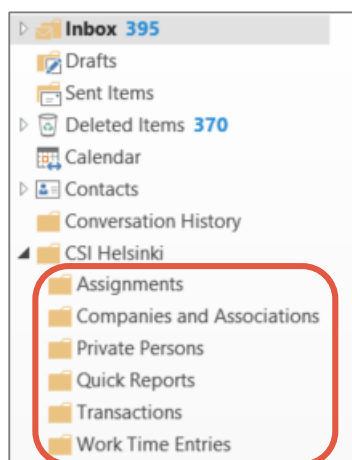 Inbox 395
Drafts
Sent Items
Deleted Items 370
Calendar
Contacts
Conversation History
CSI Helsinki
Assignments
Companies and Associations
Private Persons
Quick Reports
Transactions
Work Time Entries